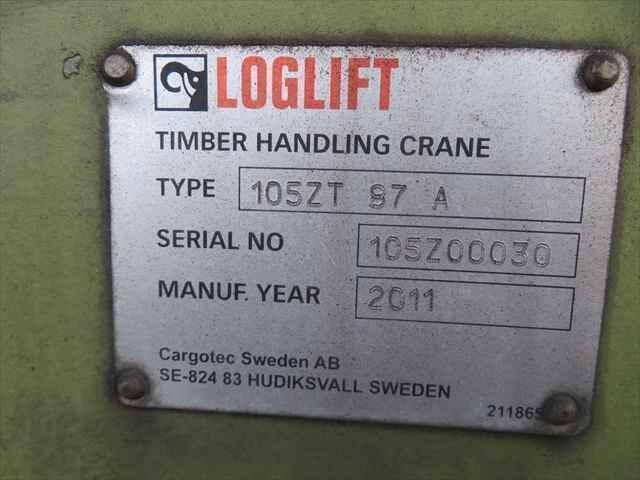 LOGLIFT
TIMBER HANDLING CRANE
TYPE 105ZT 97 A
SERIAL NO 105Z00030
MANUF. YEAR 2011
Cargotec Sweden AB
SE-824 83 HUDIKSVALL SWEDEN